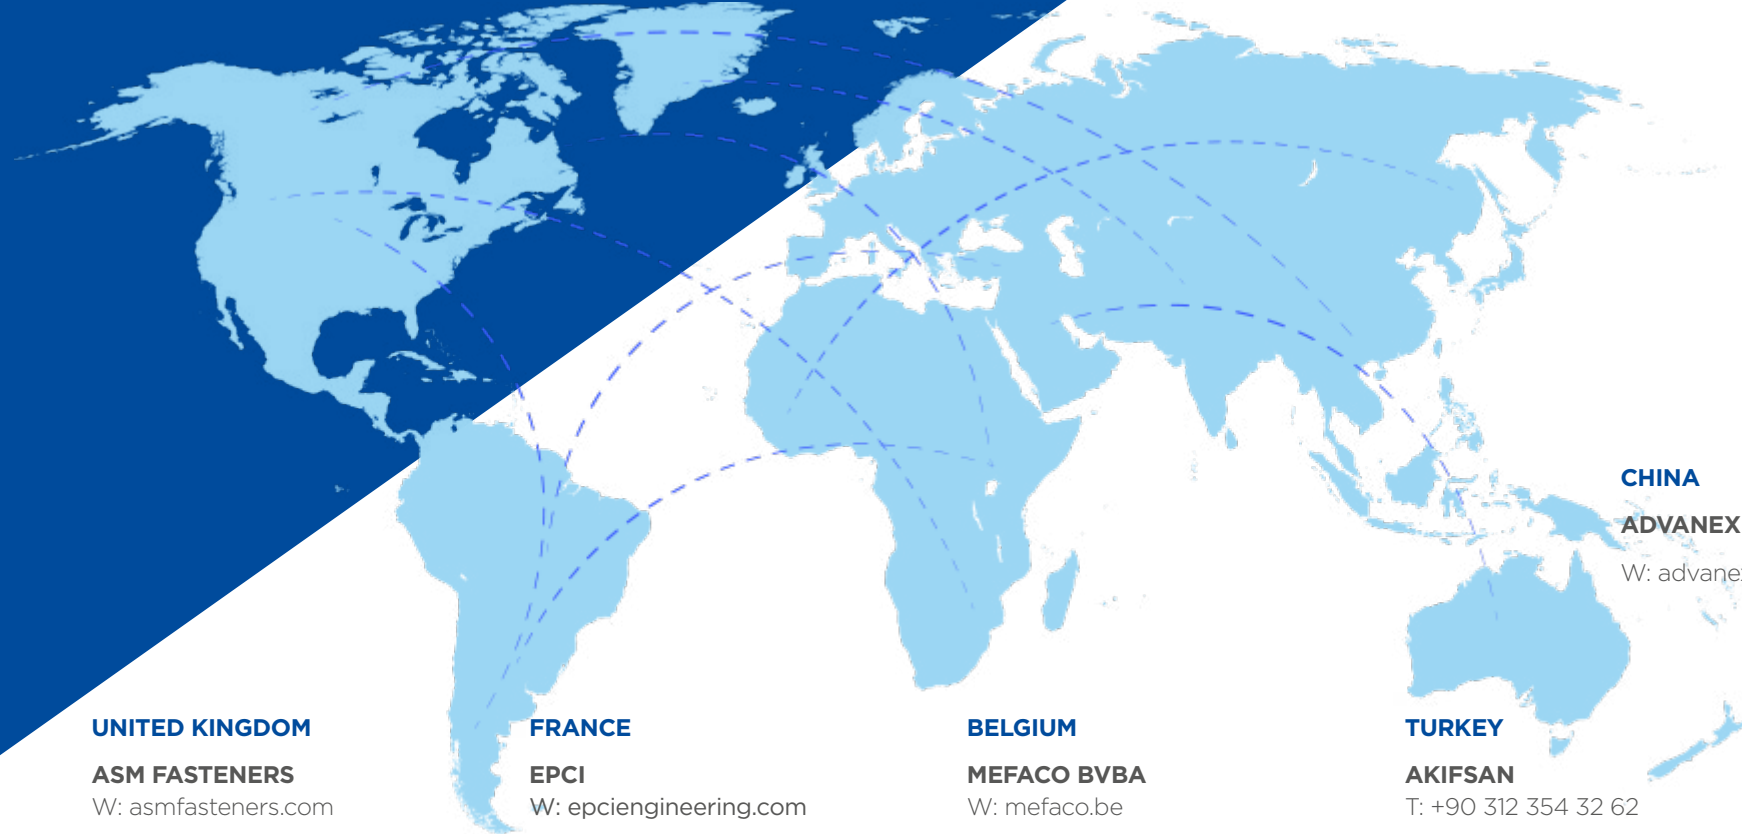 CHINA
ADVANEX
W: advanex
UNITED KINGDOM
ASM FASTENERS
W: asmfasteners.com
FRANCE
EPCI
W: epciengineering.com
BELGIUM
MEFACO BVBA
W: mefaco.be
TURKEY
AKIFSAN
T: +90 312 354 32 62